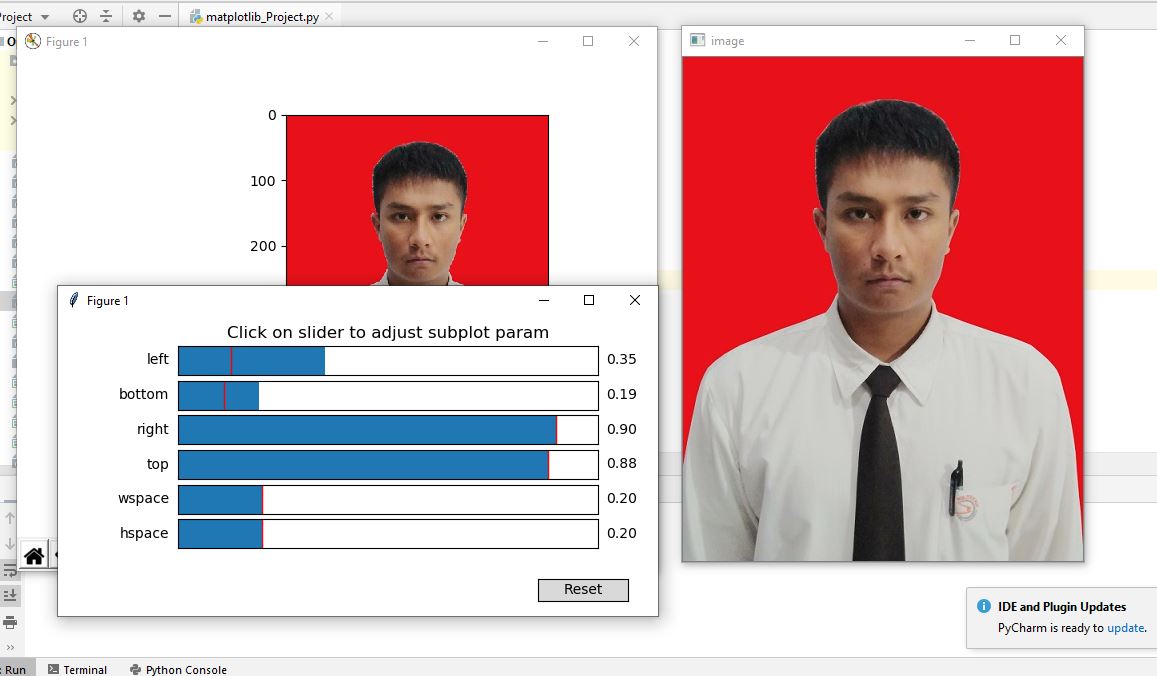 Project
matplotlib_Project.py
Figure 1
image
0
100
200
Figure 1
Click on slider to adjust subplot param
left 0.35
bottom 0.19
right 0.90
top 0.88
wspace 0.20
hspace 0.20
Reset
IDE and Plugin Updates
PyCharm is ready to update.
Run Terminal Python Console